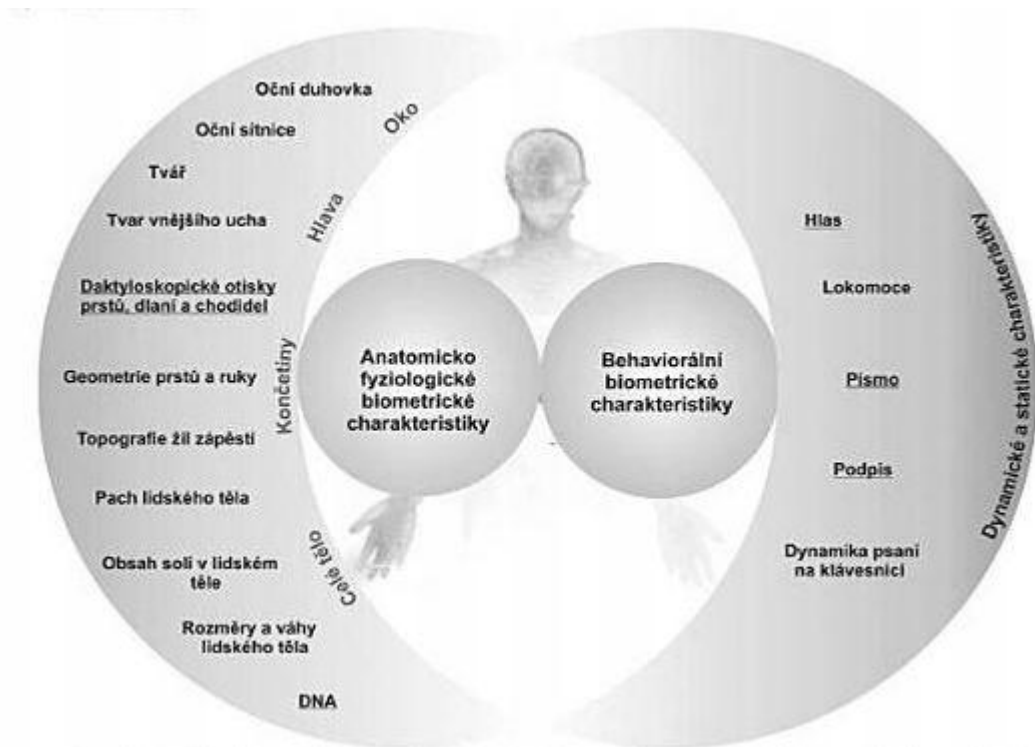 Oční duhovka
Oční sítnice
Tvář
Tvar vnějšího ucha
Daktyloskopické otisky
prstů, dlaní a chodidel
Geometrie prstů a ruky
Topografie žil zápěstí
Pach lidského těla
Obsah soli v lidském
těle
Rozměry a váhy
lidského těla
DNA
Oko
Hlava
Končetiny
Celé tělo
Anatomicko
fyziologické
biometrické
charakteristiky
Behaviorální
biometrické
charakteristiky
Hlas
Lokomoce
Písmo
Podpis
Dynamika psaní
na klávesnici
Dynamické a statické charakteristiky